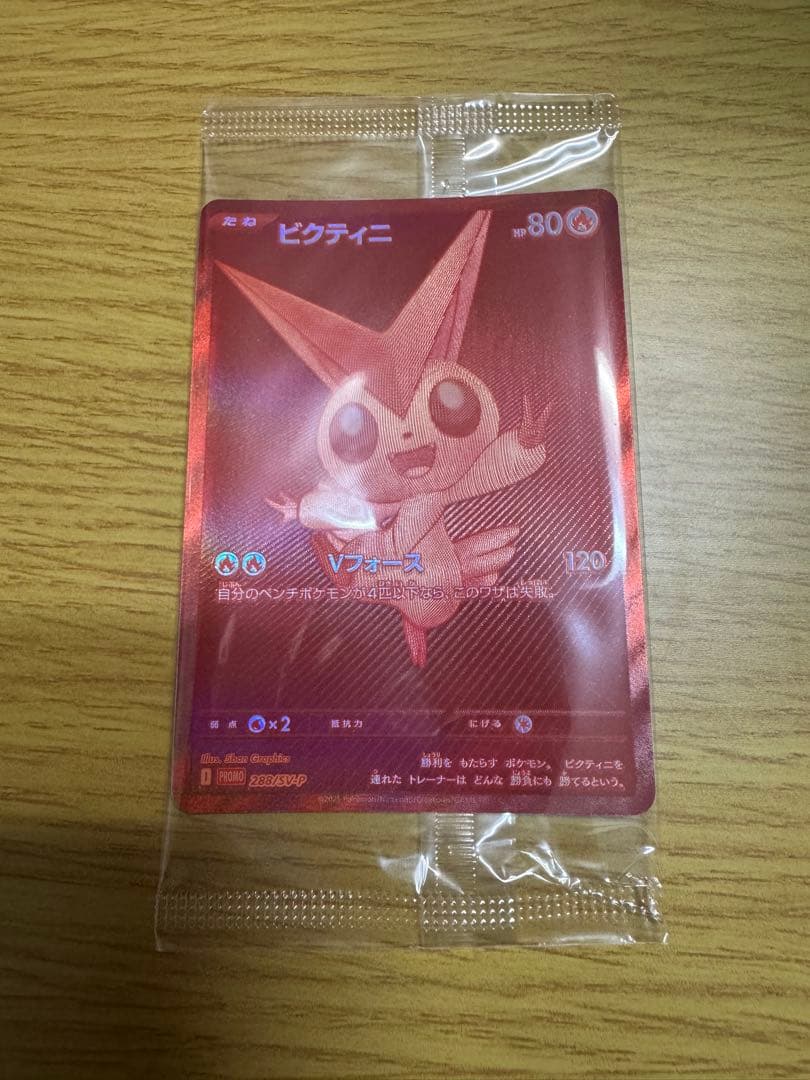 たね ビクティニ HP 80
Vフォース 120
自分のベンチポケモンが4匹以下なら、このワザは失敗。
弱点 ×2 抵抗力 にげる
Illus. Shan Graphics
勝利を もたらす ポケモン。 ビクティニを
連れた トレーナーは どんな 勝負にも 勝てるという。
I PROMO 288/SV-P